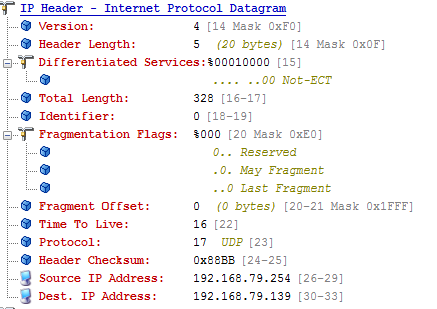 IP Header - Internet Protocol Datagram
Version: 4 [14 Mask 0xF0]
Header Length: 5 (20 bytes) [14 Mask 0x0F]
Differentiated Services:%00010000 [15]
.... ..00 Not-ECT
Total Length: 328 [16-17]
Identifier: 0 [18-19]
Fragmentation Flags: %000 [20 Mask 0xE0]
0.. Reserved
.0. May Fragment
..0 Last Fragment
Fragment Offset: 0 (0 bytes) [20-21 Mask 0x1FFF]
Time To Live: 16 [22]
Protocol: 17 UDP [23]
Header Checksum: 0x88BB [24-25]
Source IP Address: 192.168.79.254 [26-29]
Dest. IP Address: 192.168.79.139 [30-33]